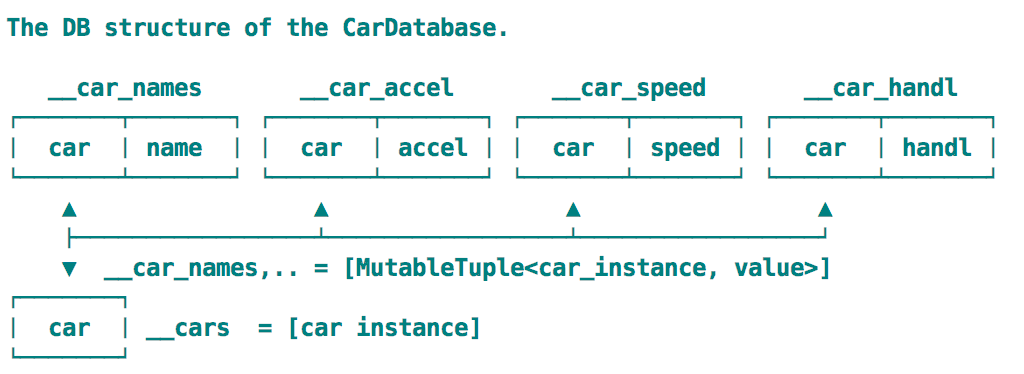 The DB structure of the CarDatabase.
__car_names __car_accel __car_speed __car_handl
car name car accel car speed car handl
__car_names,.. = [MutableTuple<car_instance, value>]
car __cars = [car instance]